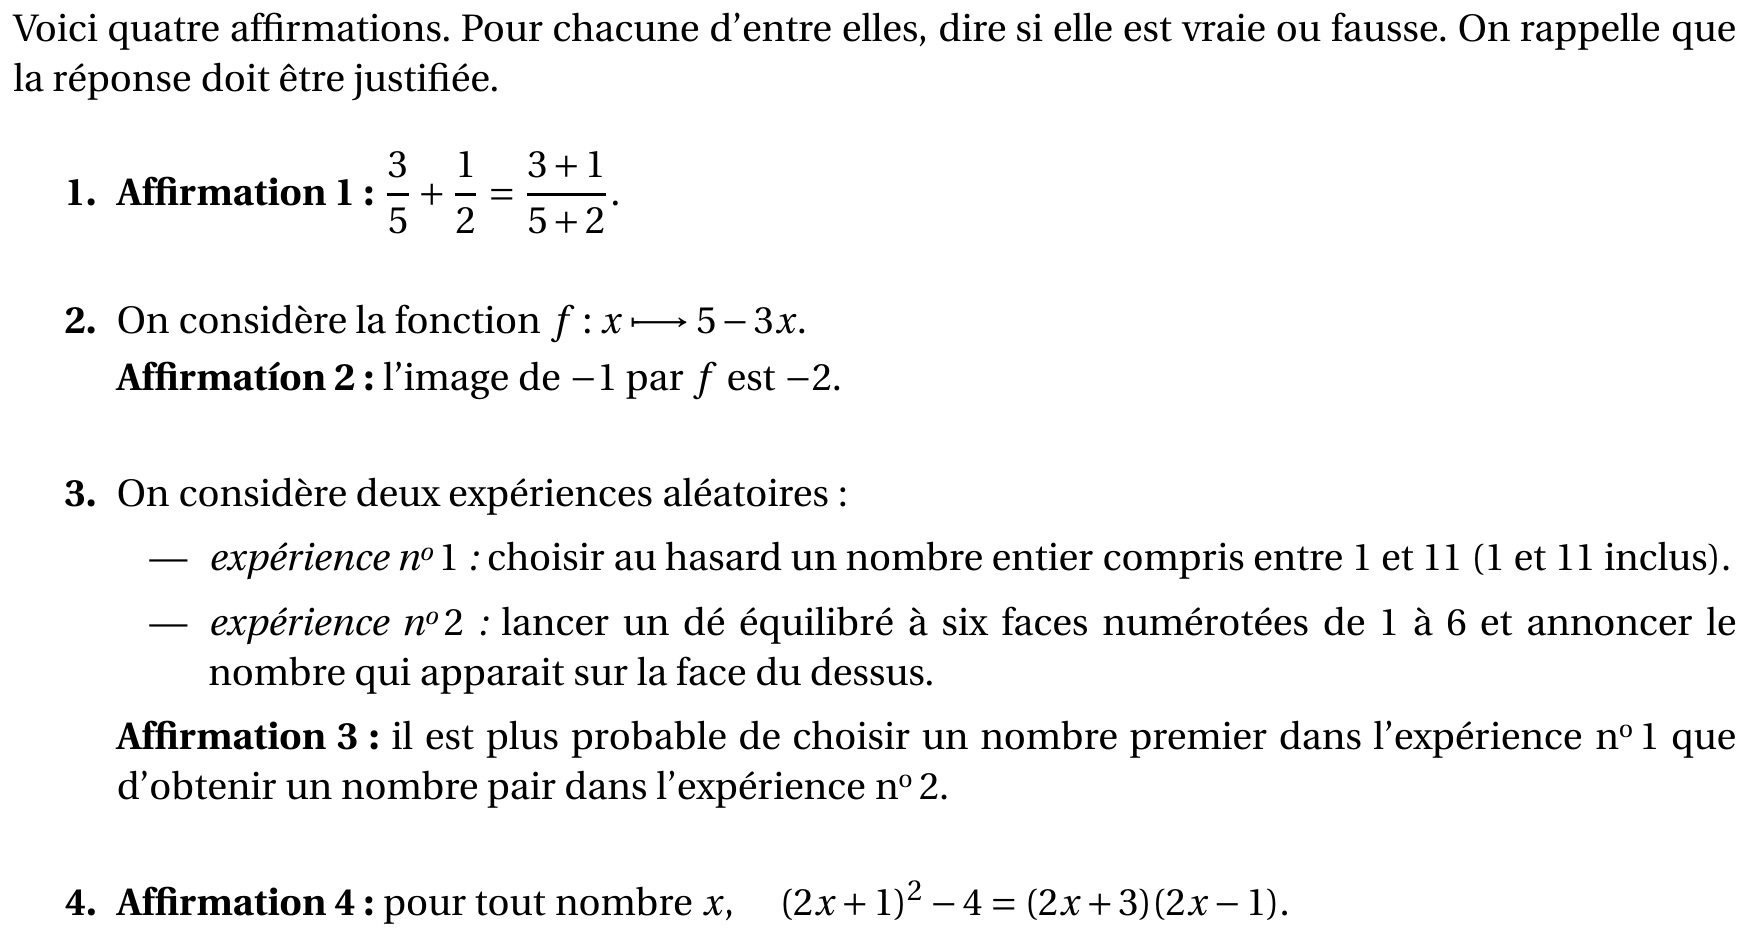 Voici quatre affirmations. Pour chacune d’entre elles, dire si elle est vraie ou fausse. On rappelle que
la réponse doit être justifiée.
1. Affirmation 1 : 3/5 + 1/2 = (3 + 1)/(5 + 2).
2. On considère la fonction f : x ⟼ 5 − 3x.
Affirmatíon 2 : l’image de −1 par f est −2.
3. On considère deux expériences aléatoires :
— expérience nº 1 : choisir au hasard un nombre entier compris entre 1 et 11 (1 et 11 inclus).
— expérience nº 2 : lancer un dé équilibré à six faces numérotées de 1 à 6 et annoncer le
nombre qui apparait sur la face du dessus.
Affirmation 3 : il est plus probable de choisir un nombre premier dans l’expérience nº 1 que
d’obtenir un nombre pair dans l’expérience nº 2.
4. Affirmation 4 : pour tout nombre x, (2x + 1)² − 4 = (2x + 3)(2x − 1).